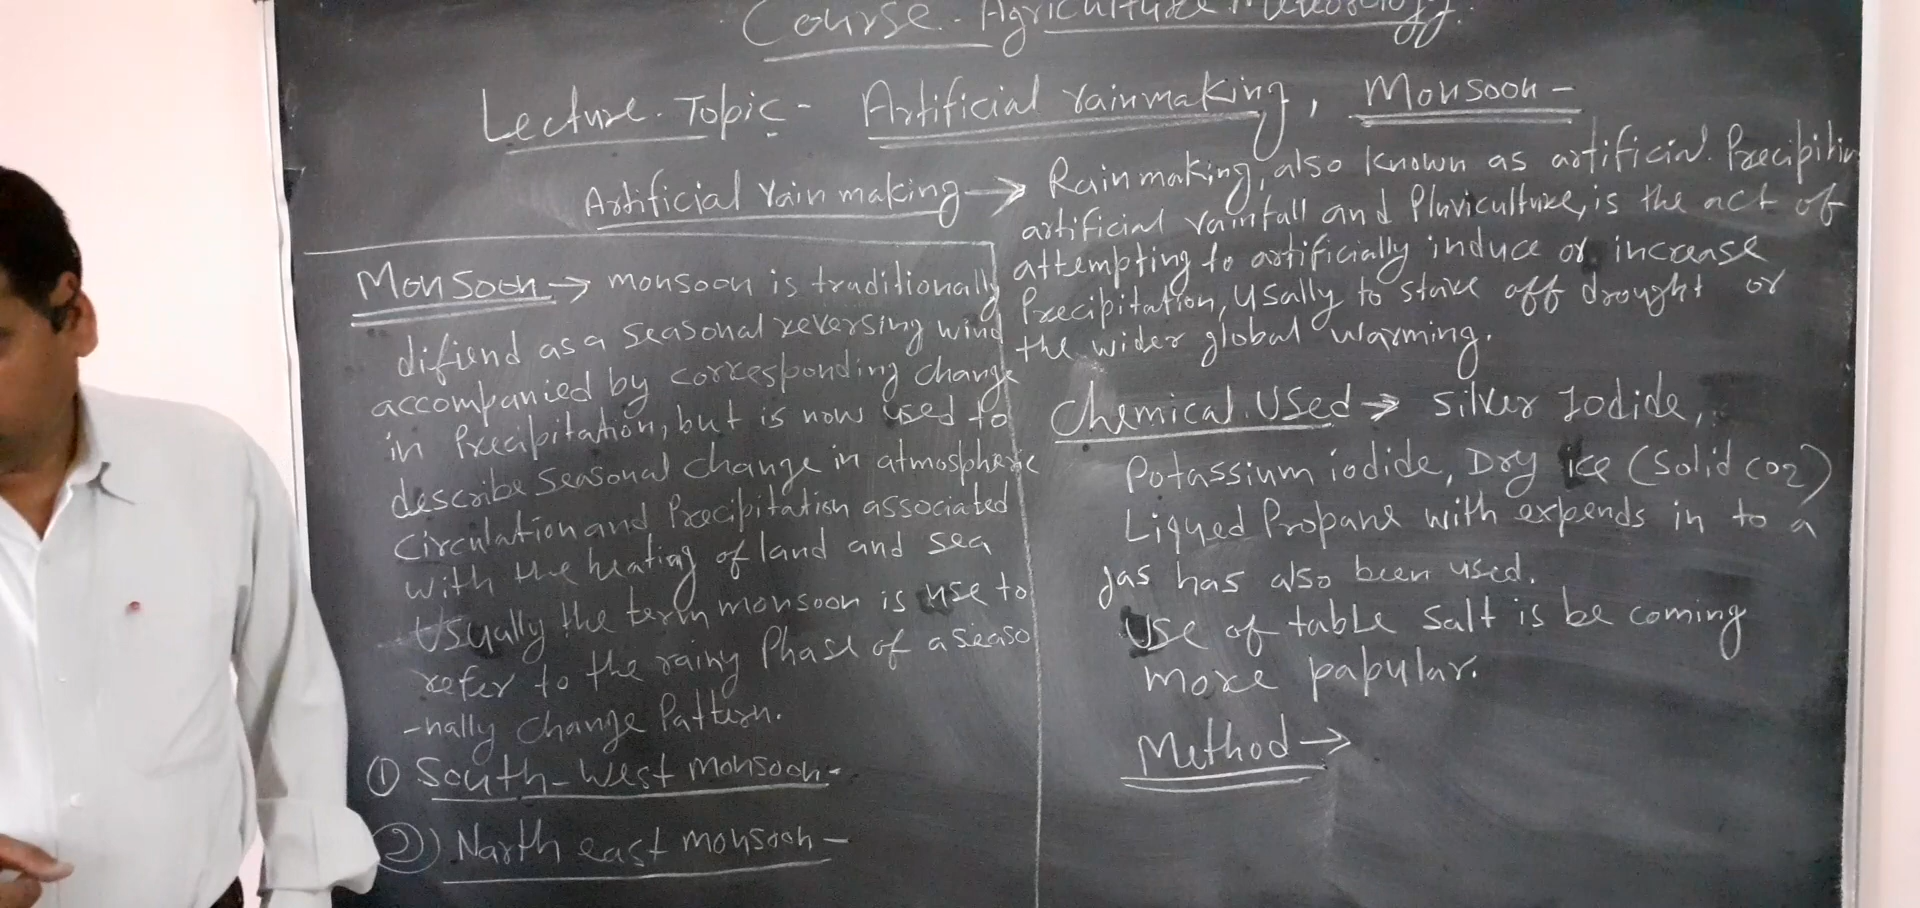 Course - Agriculture Meteorology.
Lecture. Topic - Artificial rainmaking, Monsoon -
Artificial rain making → Rainmaking, also known as artificial. Precipitin
artificial rainfall and Pluviculture, is the act of
attempting to artificially induce or increase
Precipitation, Usally to stave off drought or
the wider global warming.
Chemical. Used → Silver Iodide,
Potassium iodide, Dry ice (Solid CO2)
Liqued Propane with expends in to a
gas has also been used.
Use of table salt is be coming
more papular.
Method →
Monsoon → monsoon is traditionally
difiend as a seasonal reversing wind
accompanied by corresponding change
in Precipitation, but is now used to
describe seasonal change in atmospheric
Circulation and Precipitation associated
with the heating of land and sea
Usually the term monsoon is use to
refer to the rainy Phase of a seaso
-nally change Pattern.
① South - West monsoon -
②) Narth east monsoon -